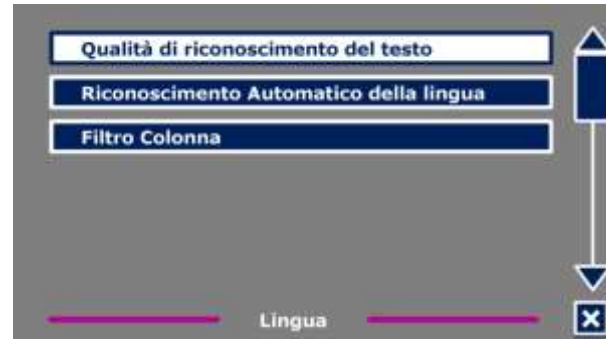 Qualità di riconoscimento del testo
Riconoscimento Automatico della lingua
Filtro Colonna
Lingua